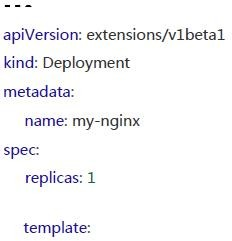 ---
apiVersion: extensions/v1beta1
kind: Deployment
metadata:
name: my-nginx
spec:
replicas: 1
template: